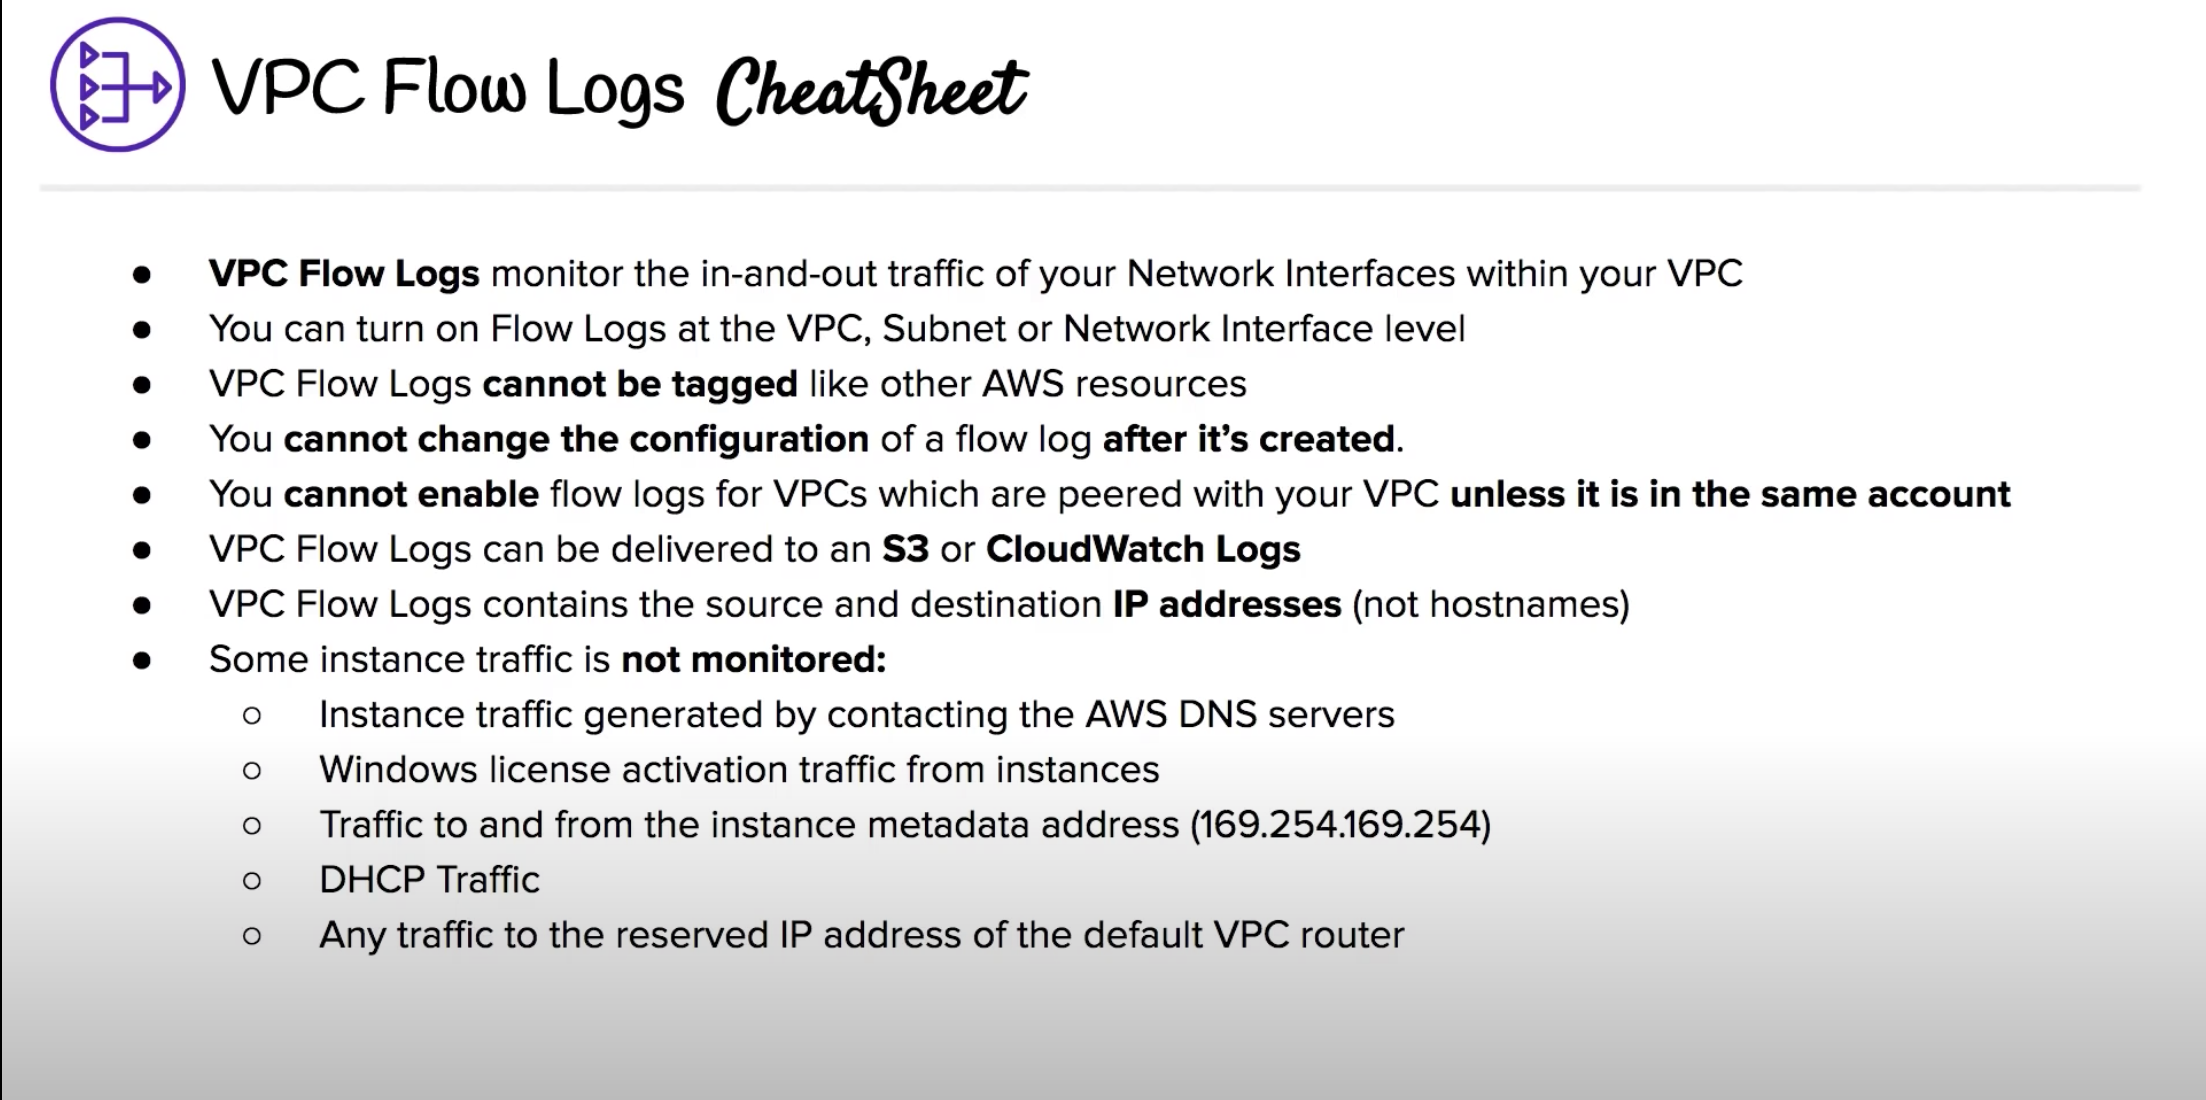 VPC Flow Logs CheatSheet
● VPC Flow Logs monitor the in-and-out traffic of your Network Interfaces within your VPC
● You can turn on Flow Logs at the VPC, Subnet or Network Interface level
● VPC Flow Logs cannot be tagged like other AWS resources
● You cannot change the configuration of a flow log after it’s created.
● You cannot enable flow logs for VPCs which are peered with your VPC unless it is in the same account
● VPC Flow Logs can be delivered to an S3 or CloudWatch Logs
● VPC Flow Logs contains the source and destination IP addresses (not hostnames)
● Some instance traffic is not monitored:
○ Instance traffic generated by contacting the AWS DNS servers
○ Windows license activation traffic from instances
○ Traffic to and from the instance metadata address (169.254.169.254)
○ DHCP Traffic
○ Any traffic to the reserved IP address of the default VPC router